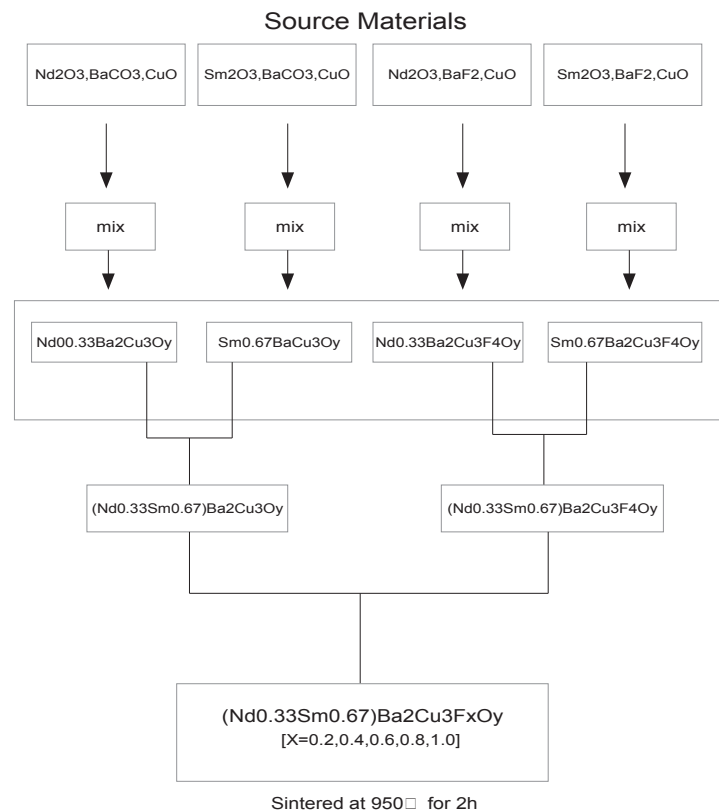 Source Materials
Nd2O3,BaCO3,CuO
Sm2O3,BaCO3,CuO
Nd2O3,BaF2,CuO
Sm2O3,BaF2,CuO
mix
mix
mix
mix
Nd00.33Ba2Cu3Oy
Sm0.67BaCu3Oy
Nd0.33Ba2Cu3F4Oy
Sm0.67Ba2Cu3F4Oy
(Nd0.33Sm0.67)Ba2Cu3Oy
(Nd0.33Sm0.67)Ba2Cu3F4Oy
(Nd0.33Sm0.67)Ba2Cu3FxOy
[X=0.2,0.4,0.6,0.8,1.0]
Sintered at 950□ for 2h